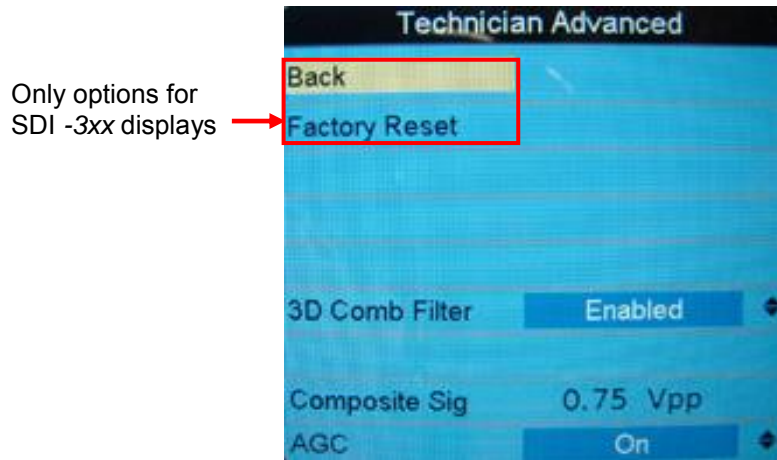 Technician Advanced
Back
Only options for
SDI -3xx displays
Factory Reset
3D Comb Filter Enabled
Composite Sig 0.75 Vpp
AGC On